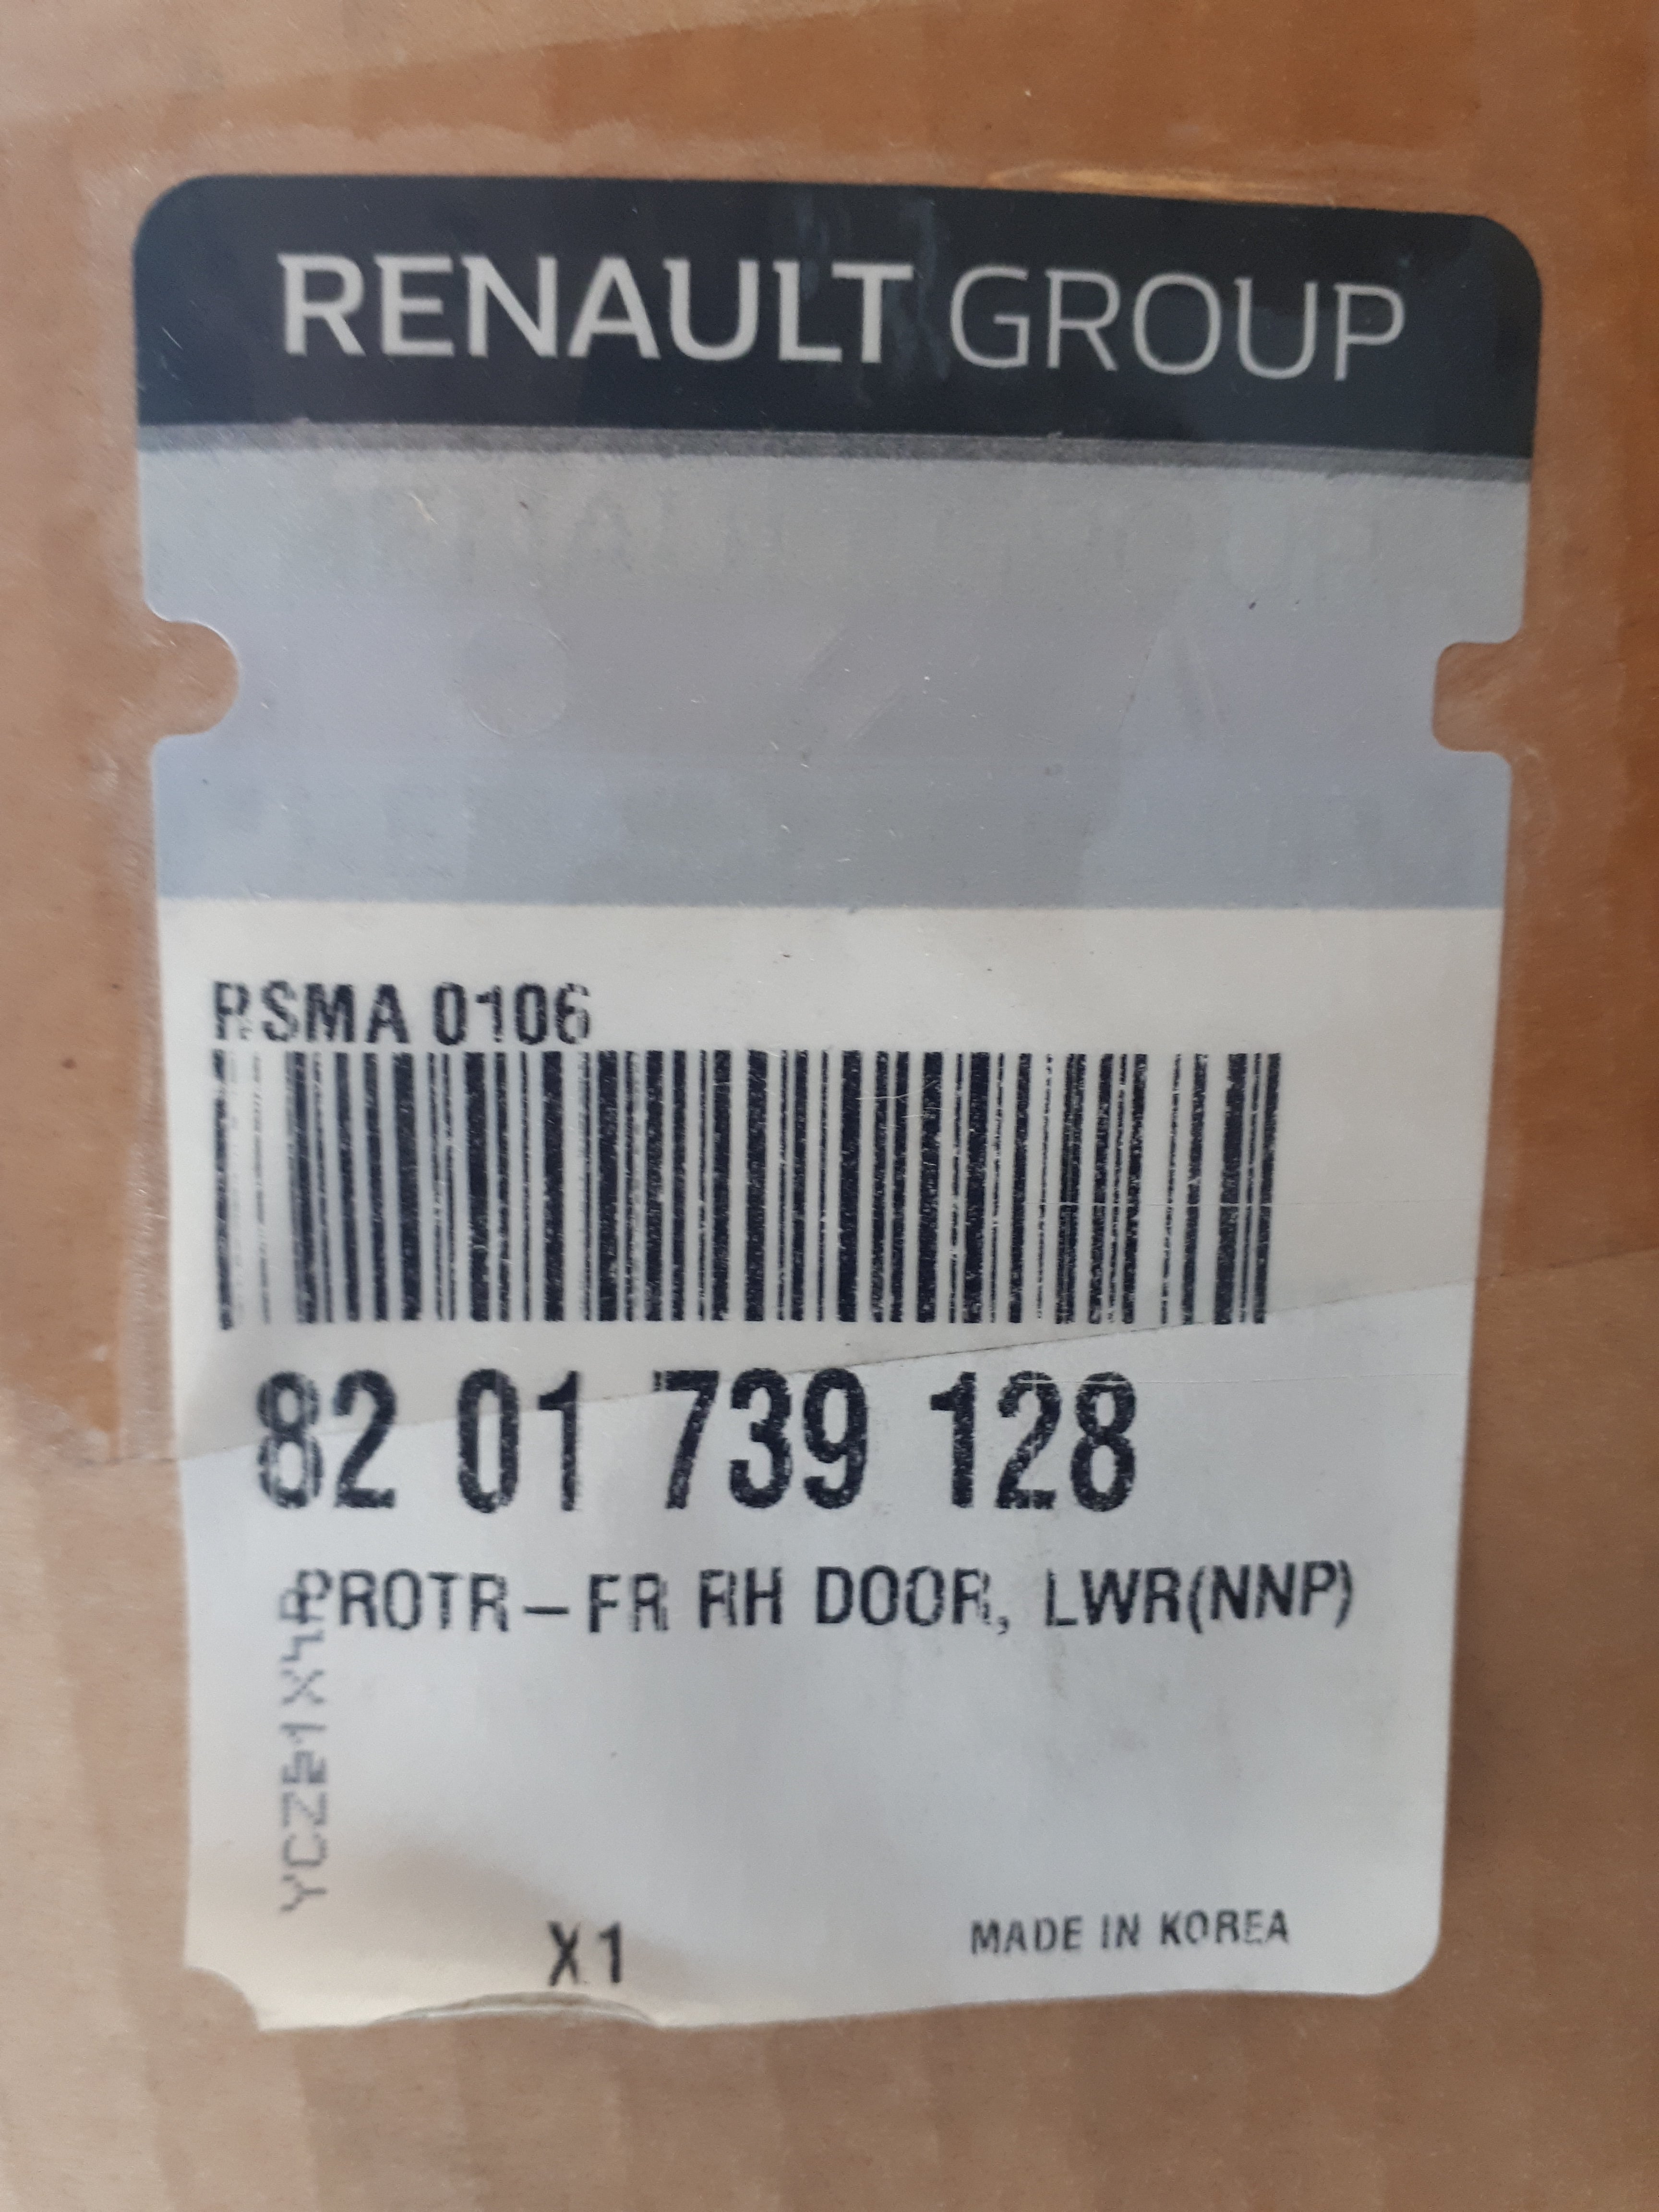 RENAULT GROUP
RSMA 0106
82 01 739 128
PROTR-FR RH DOOR, LWR(NNP)
X1
MADE IN KOREA